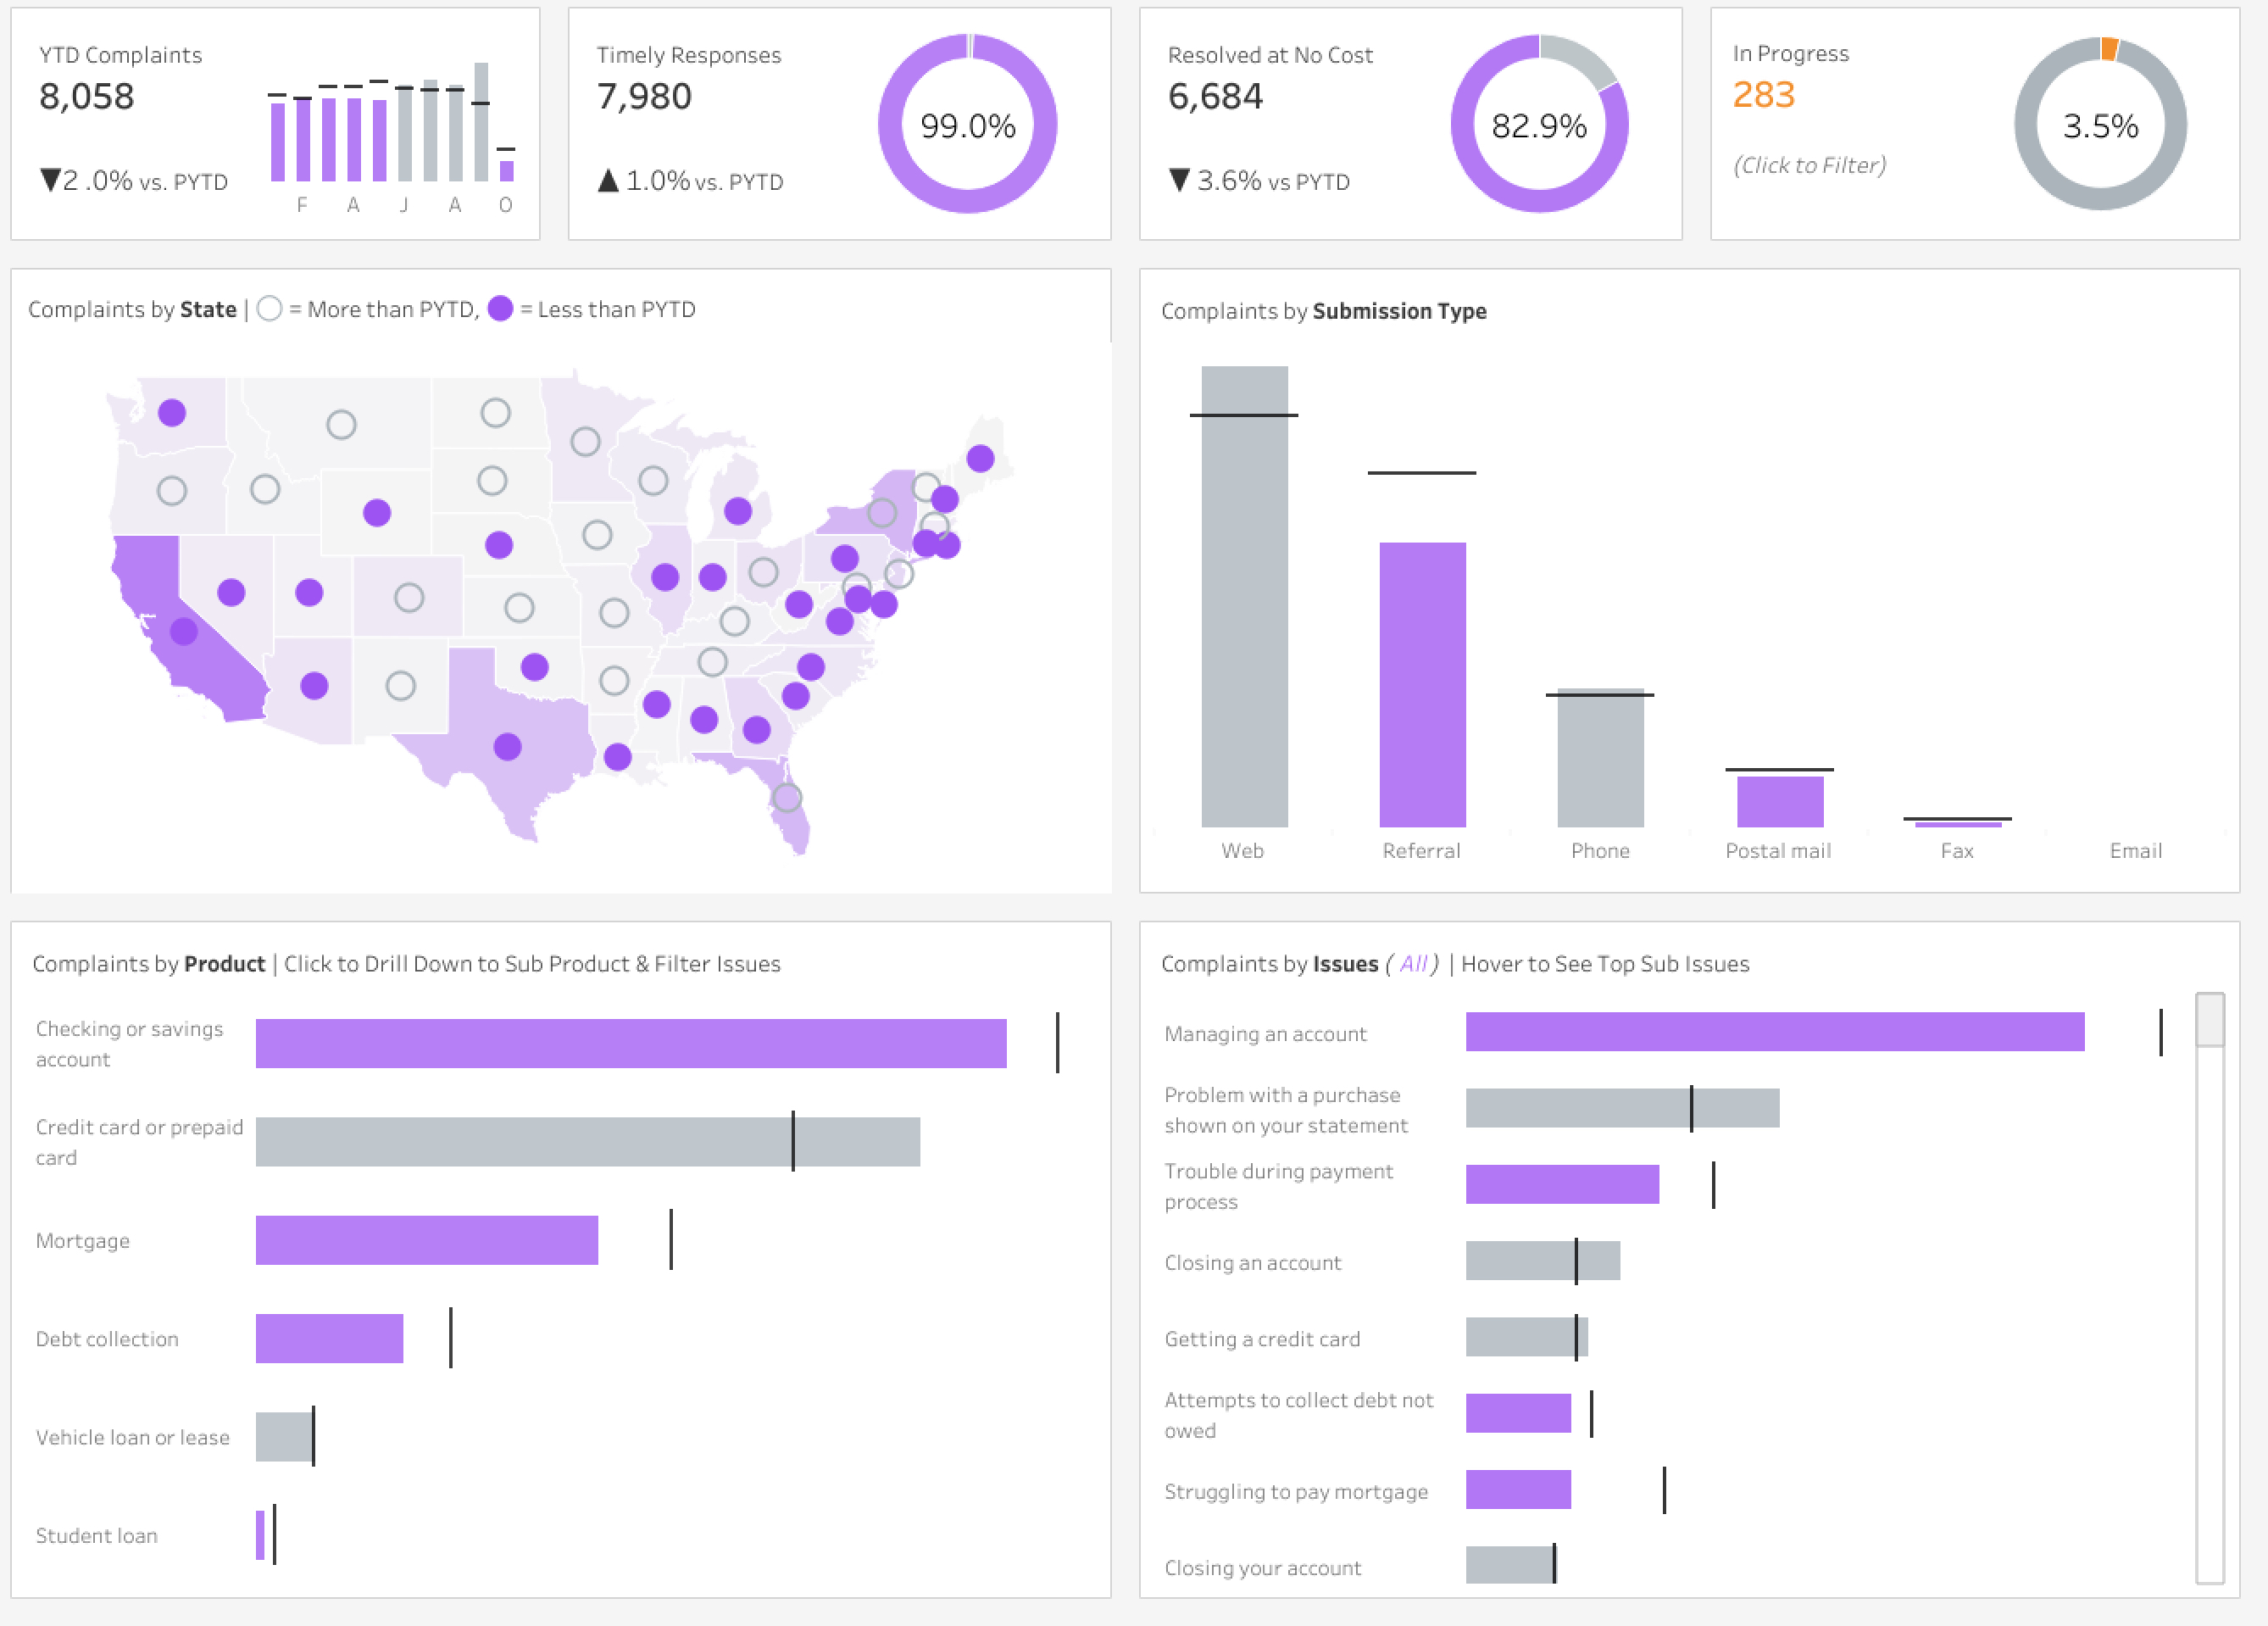 YTD Complaints
8,058
▼2 .0% vs. PYTD
F A J A O
Timely Responses
7,980
▲ 1.0% vs. PYTD
99.0%
Resolved at No Cost
6,684
▼ 3.6% vs PYTD
82.9%
In Progress
283
(Click to Filter)
3.5%
Complaints by State | = More than PYTD, = Less than PYTD
Complaints by Submission Type
Web Referral Phone Postal mail Fax Email
Complaints by Product | Click to Drill Down to Sub Product & Filter Issues
Checking or savings
account
Credit card or prepaid
card
Mortgage
Debt collection
Vehicle loan or lease
Student loan
Complaints by Issues ( All ) | Hover to See Top Sub Issues
Managing an account
Problem with a purchase
shown on your statement
Trouble during payment
process
Closing an account
Getting a credit card
Attempts to collect debt not
owed
Struggling to pay mortgage
Closing your account